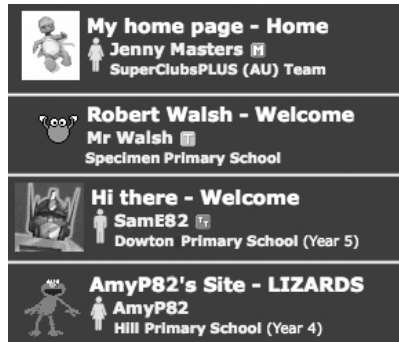 My home page - Home
Jenny Masters M
SuperClubsPLUS (AU) Team
Robert Walsh - Welcome
Mr Walsh T
Specimen Primary School
Hi there - Welcome
SamE82 TT
Dowton Primary School (Year 5)
AmyP82's Site - LIZARDS
AmyP82
Hill Primary School (Year 4)